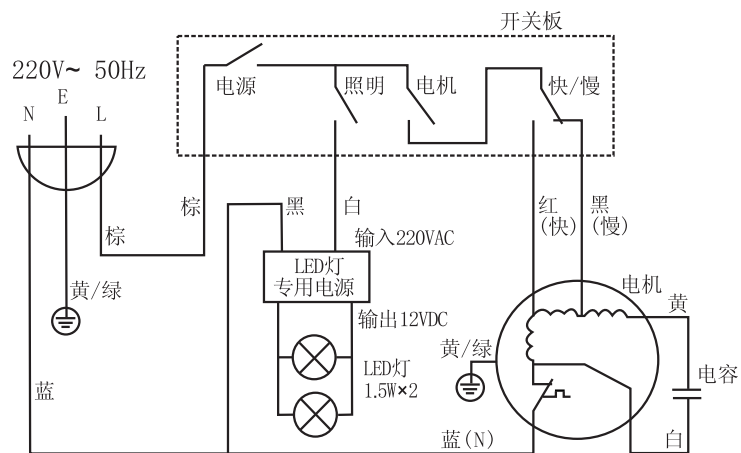 开关板
220V~ 50Hz
电源
照明
电机
快/慢
N
E
L
棕
黑
白
红
(快)
黑
(慢)
棕
输入220VAC
LED灯
专用电源
黄/绿
电机
黄
输出12VDC
黄/绿
LED灯
1.5W×2
电容
蓝
蓝(N)
白